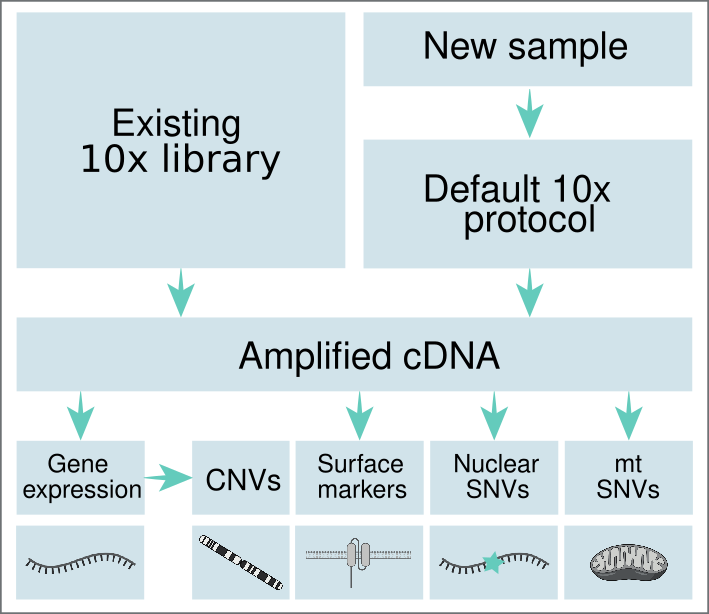 Existing
10x library
New sample
Default 10x
protocol
Amplified cDNA
Gene
expression
CNVs
Surface
markers
Nuclear
SNVs
mt
SNVs